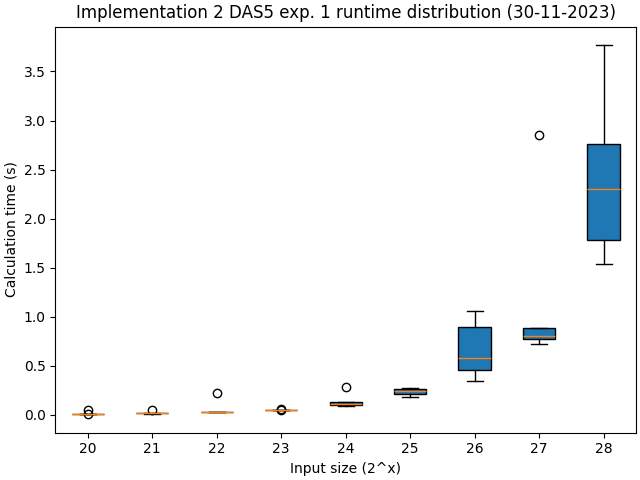 Implementation 2 DAS5 exp. 1 runtime distribution (30-11-2023)
Calculation time (s)
3.5
3.0
2.5
2.0
1.5
1.0
0.5
0.0
20 21 22 23 24 25 26 27 28
Input size (2^x)